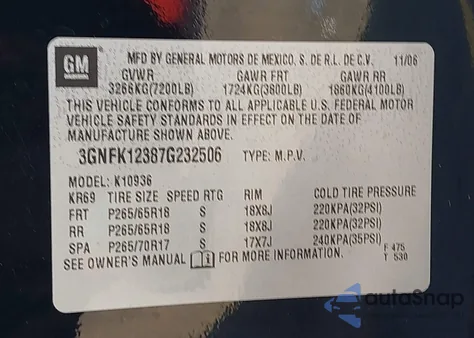 GM
MFD BY GENERAL MOTORS DE MEXICO, S. DE R.L. DE C.V. 11/06
GVWR GAWR FRT GAWR RR
3266KG(7200LB) 1724KG(3800LB) 1860KG(4100LB)
THIS VEHICLE CONFORMS TO ALL APPLICABLE U.S. FEDERAL MOTOR
VEHICLE SAFETY STANDARDS IN EFFECT ON THE DATE OF
MANUFACTURE SHOWN ABOVE.
3GNFK12387G232506 TYPE: M.P.V.
MODEL: K10936
KR69 TIRE SIZE SPEED RTG RIM COLD TIRE PRESSURE
FRT P265/65R18 S 18X8J 220KPA(32PSI)
RR P265/65R18 S 18X8J 220KPA(32PSI)
SPA P265/70R17 S 17X7J 240KPA(35PSI)
SEE OWNER'S MANUAL FOR MORE INFORMATION.
F 475
T 530
autoSnap